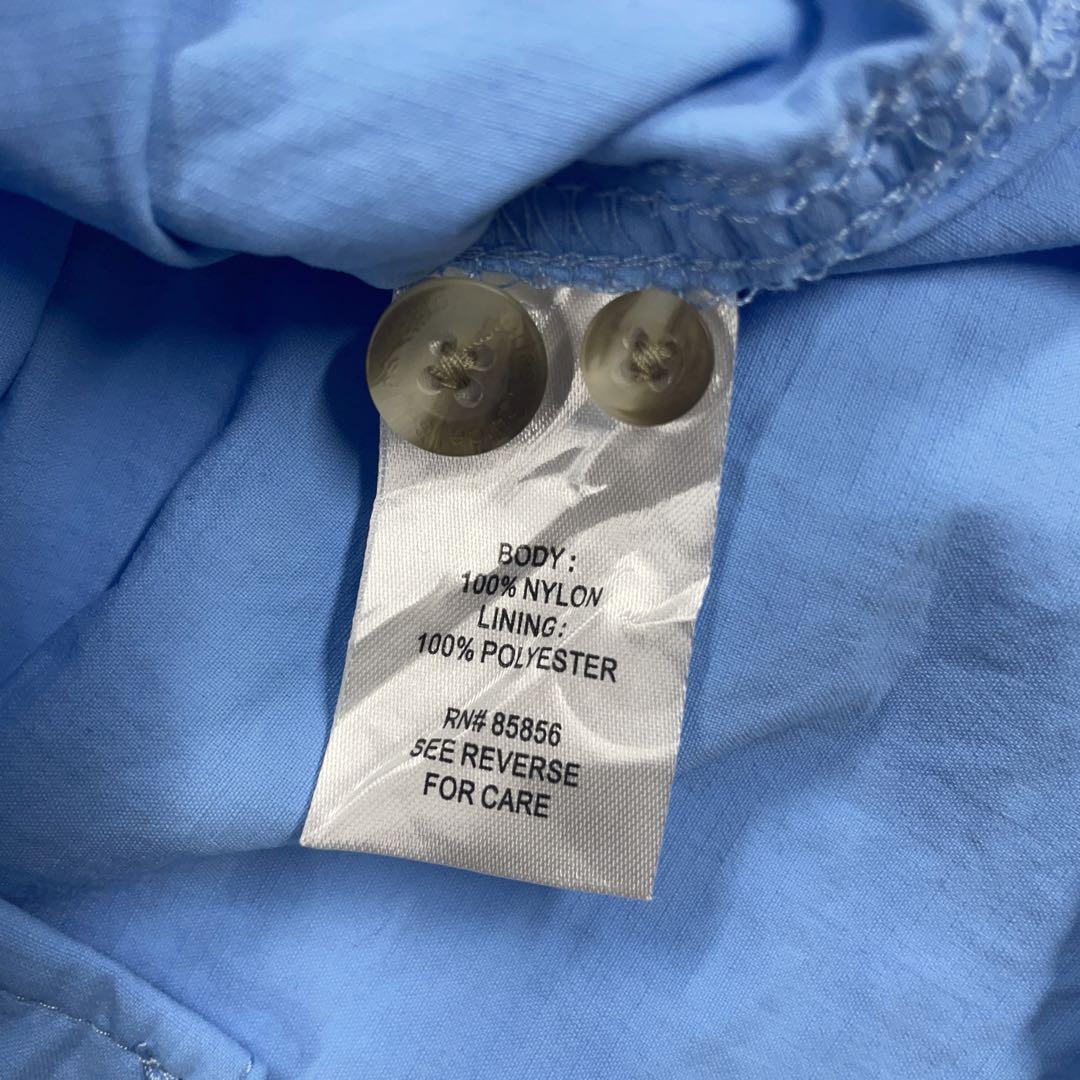 BODY:
100% NYLON
LINING:
100% POLYESTER
RN# 85856
SEE REVERSE
FOR CARE